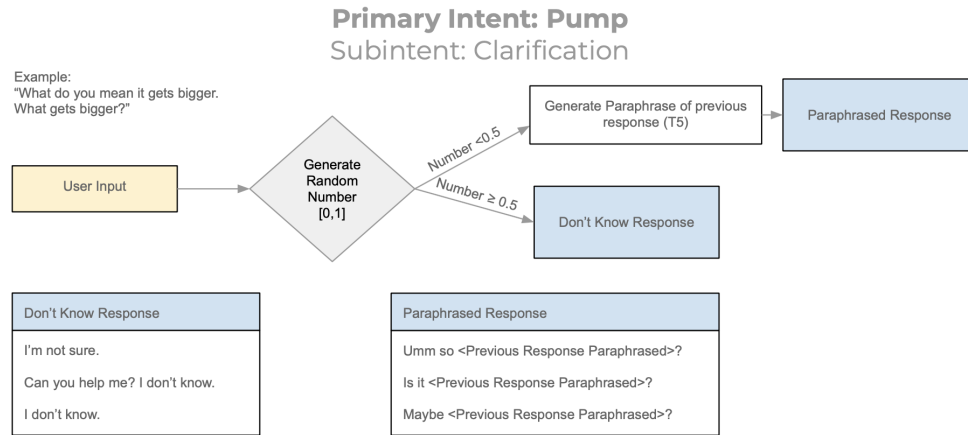 Primary Intent: Pump
Subintent: Clarification
Example:
“What do you mean it gets bigger.
What gets bigger?”
User Input
Generate
Random
Number
[0,1]
Number <0.5
Number ≥ 0.5
Generate Paraphrase of previous
response (T5)
Paraphrased Response
Don’t Know Response
Don’t Know Response
I’m not sure.
Can you help me? I don’t know.
I don’t know.
Paraphrased Response
Umm so <Previous Response Paraphrased>?
Is it <Previous Response Paraphrased>?
Maybe <Previous Response Paraphrased>?